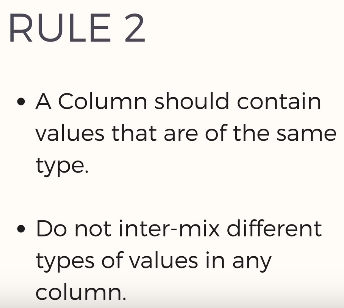 RULE 2
• A Column should contain
values that are of the same
type.
• Do not inter-mix different
types of values in any
column.